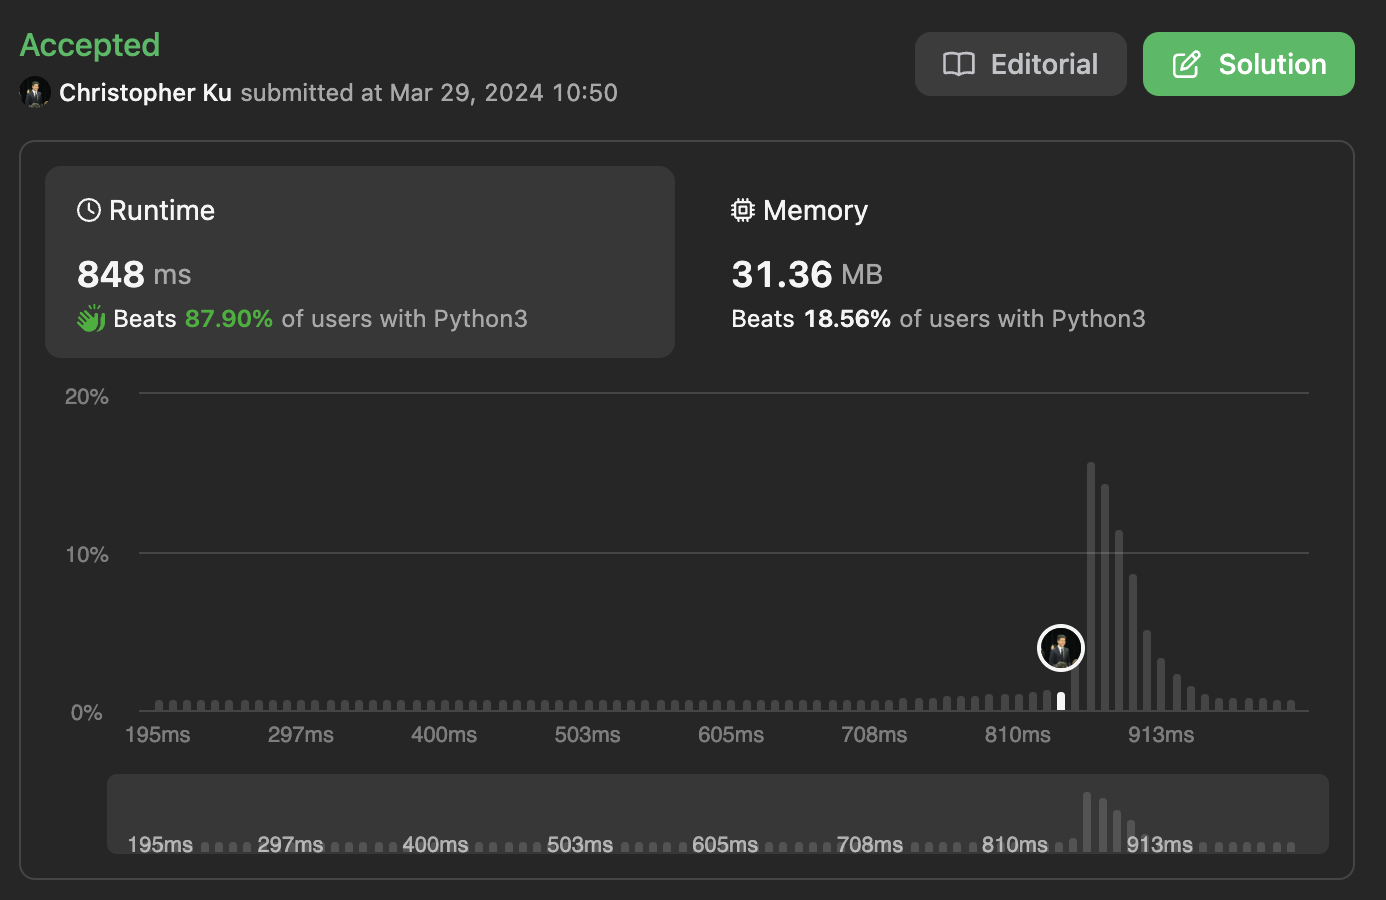 Accepted
Editorial
Solution
Christopher Ku submitted at Mar 29, 2024 10:50
Runtime
848 ms
Beats 87.90% of users with Python3
Memory
31.36 MB
Beats 18.56% of users with Python3
20%
10%
0%
195ms 297ms 400ms 503ms 605ms 708ms 810ms 913ms
195ms 297ms 400ms 503ms 605ms 708ms 810ms 913ms